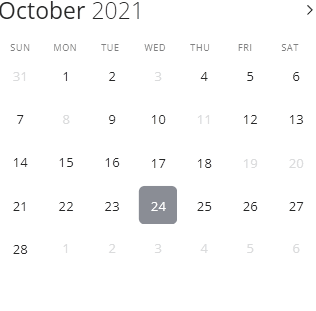 October 2021
SUN MON TUE WED THU FRI SAT
31 1 2 3 4 5 6
7 8 9 10 11 12 13
14 15 16 17 18 19 20
21 22 23 24 25 26 27
28 1 2 3 4 5 6